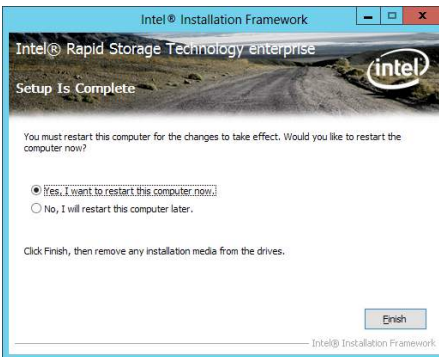 Intel® Installation Framework
Intel® Rapid Storage Technology enterprise
intel
Setup Is Complete
You must restart this computer for the changes to take effect. Would you like to restart the
computer now?
Yes, I want to restart this computer now.
No, I will restart this computer later.
Click Finish, then remove any installation media from the drives.
Finish
Intel® Installation Framework